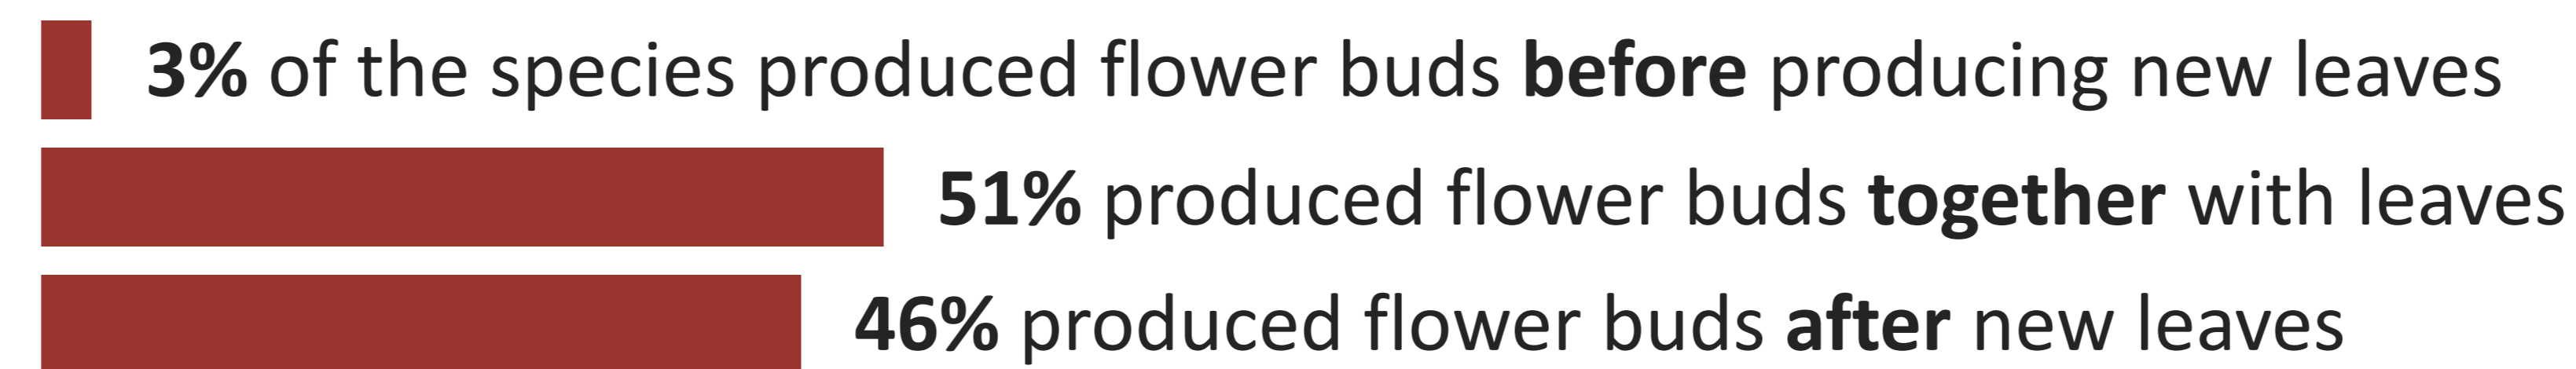 3% of the species produced flower buds before producing new leaves
51% produced flower buds together with leaves
46% produced flower buds after new leaves